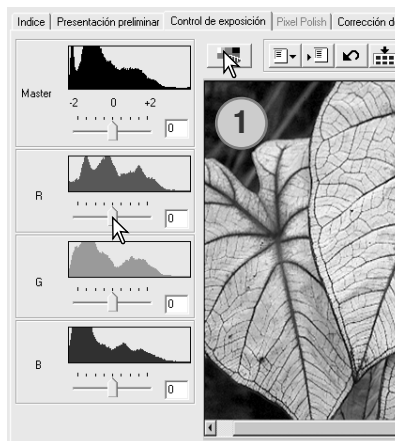 Indice | Presentación preliminar | Control de exposición | Pixel Polish | Corrección d
Master
-2 0 +2
0
R
0
G
0
B
0
1